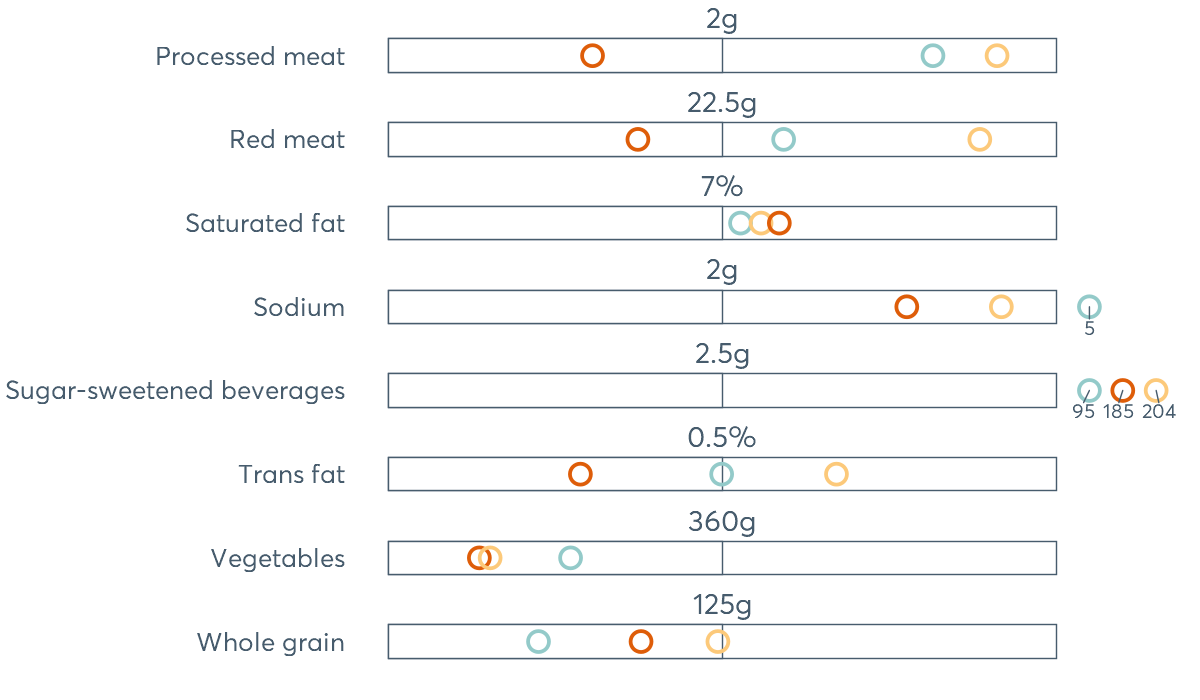 2g
Processed meat
22.5g
Red meat
7%
Saturated fat
2g
Sodium
5
2.5g
Sugar-sweetened beverages
95 185 204
0.5%
Trans fat
360g
Vegetables
125g
Whole grain